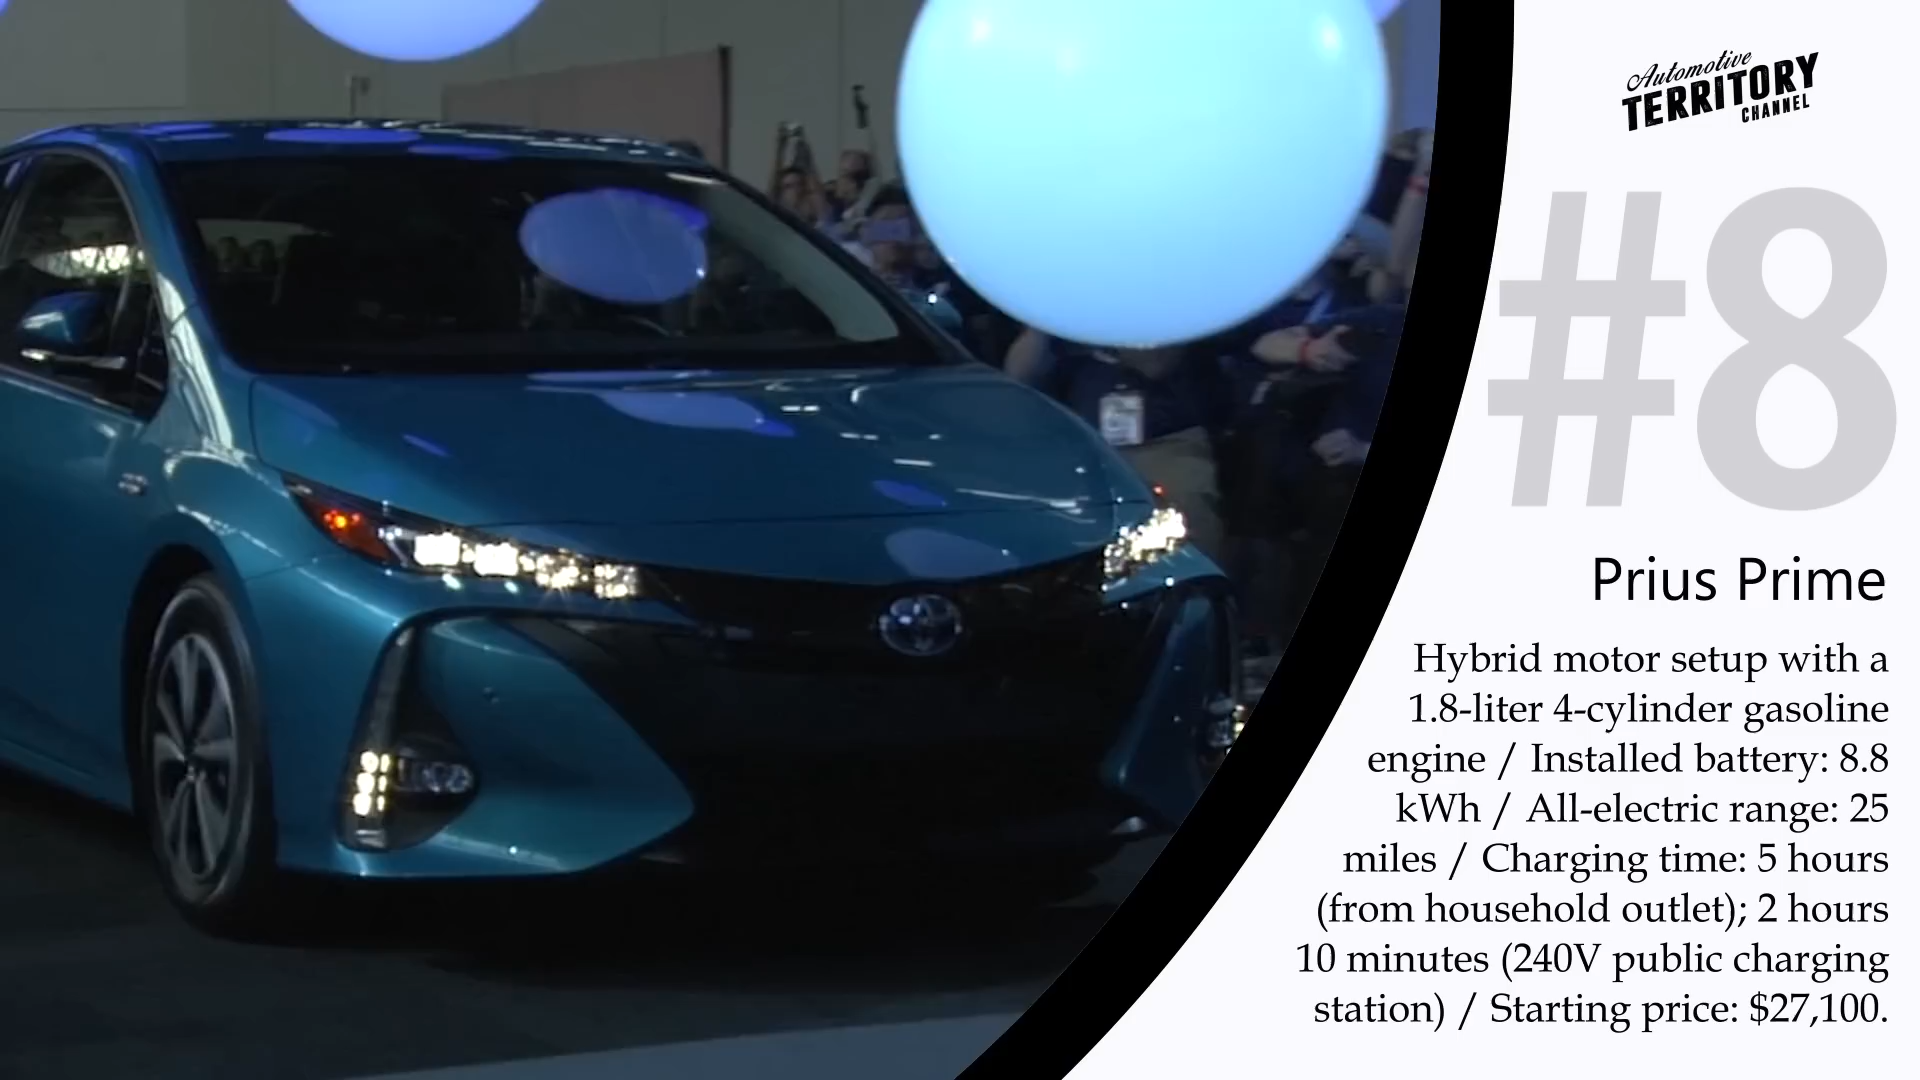 Automotive
TERRITORY
CHANNEL
#8
Prius Prime
Hybrid motor setup with a
1.8-liter 4-cylinder gasoline
engine / Installed battery: 8.8
kWh / All-electric range: 25
miles / Charging time: 5 hours
(from household outlet); 2 hours
10 minutes (240V public charging
station) / Starting price: $27,100.